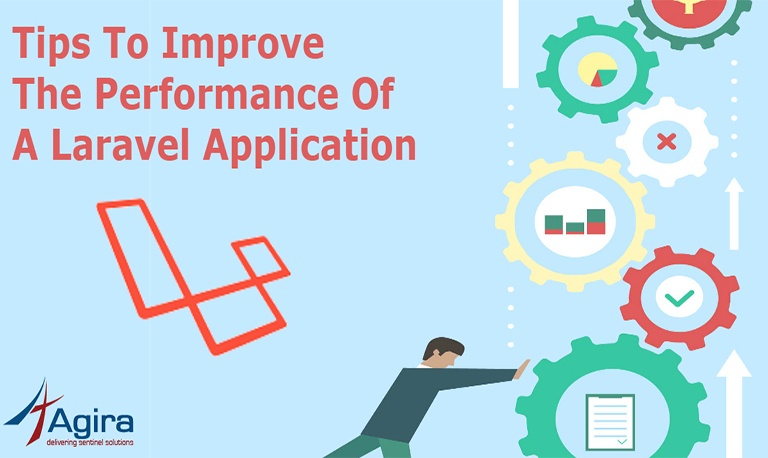 Tips To Improve
The Performance Of
A Laravel Application
Agira
delivering sentinel solutions